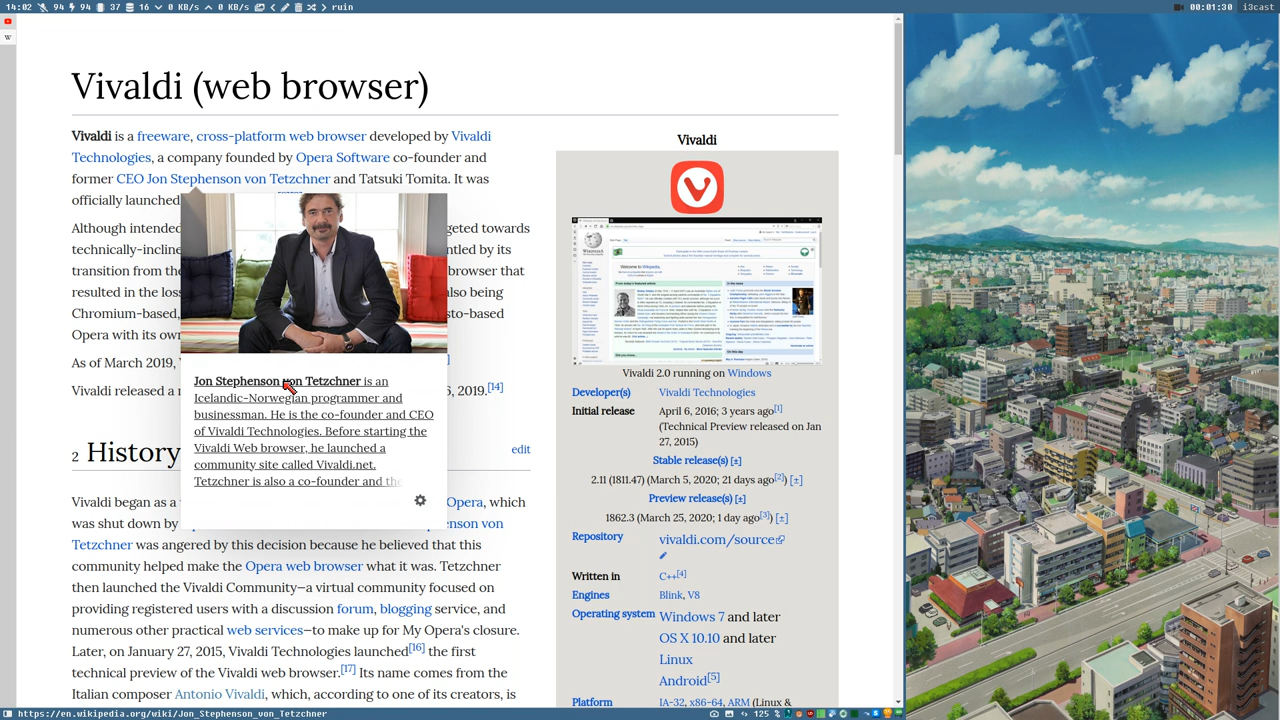 14:02 94 94 37 16 0 KB/s 0 KB/s ruin
00:01:30 i3cast
W
Vivaldi (web browser)
Vivaldi is a freeware, cross-platform web browser developed by Vivaldi
Technologies, a company founded by Opera Software co-founder and
former CEO Jon Stephenson von Tetzchner and Tatsuki Tomita. It was
officially launched
Although intended
geted towards
browser that
also being
Chromium-based
Opera with its
As of March 2019,
Vivaldi released a
6, 2019.[14]
Jon Stephenson von Tetzchner is an
Icelandic-Norwegian programmer and
businessman. He is the co-founder and CEO
of Vivaldi Technologies. Before starting the
Vivaldi Web browser, he launched a
community site called Vivaldi.net.
Tetzchner is also a co-founder and the
2 History
edit
Vivaldi began as a
Opera, which
was shut down by
enson von
Tetzchner was angered by this decision because he believed that this
community helped make the Opera web browser what it was. Tetzchner
then launched the Vivaldi Community—a virtual community focused on
providing registered users with a discussion forum, blogging service, and
numerous other practical web services—to make up for My Opera's closure.
Later, on January 27, 2015, Vivaldi Technologies launched[16] the first
technical preview of the Vivaldi web browser.[17] Its name comes from the
Italian composer Antonio Vivaldi, which, according to one of its creators, is
Vivaldi
Vivaldi 2.0 running on Windows
Developer(s) Vivaldi Technologies
Initial release April 6, 2016; 3 years ago[1]
(Technical Preview released on Jan
27, 2015)
Stable release(s) [±]
2.11 (1811.47) (March 5, 2020; 21 days ago[2]) [±]
Preview release(s) [±]
1862.3 (March 25, 2020; 1 day ago[3]) [±]
Repository vivaldi.com/source
Written in C++[4]
Engines Blink, V8
Operating system Windows 7 and later
OS X 10.10 and later
Linux
Android[5]
Platform IA-32, x86-64, ARM (Linux &
https://en.wikipedia.org/wiki/Jon_Stephenson_von_Tetzchner
125 %